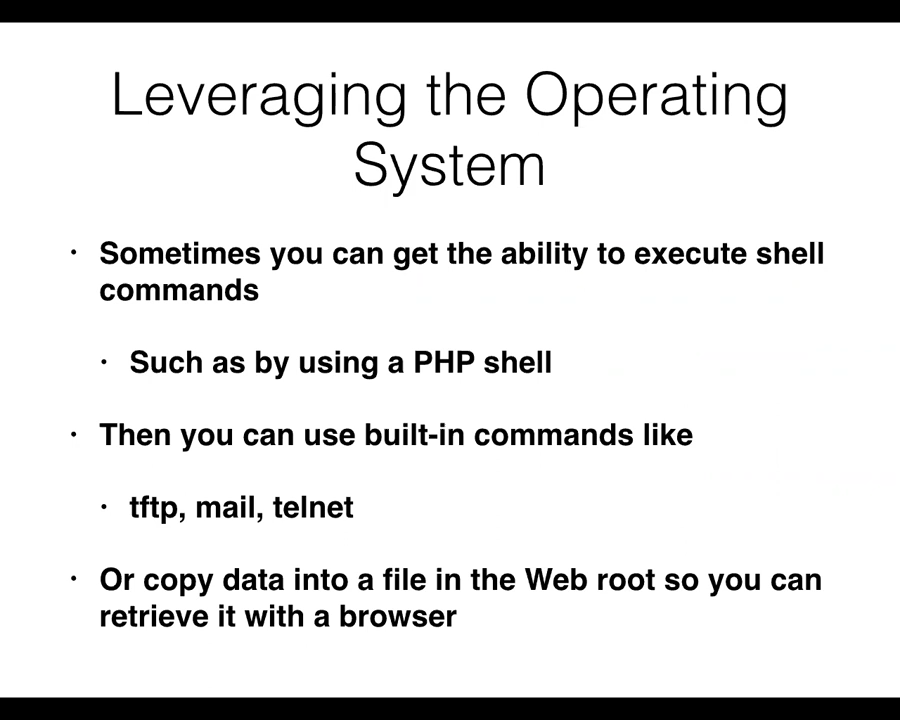 Leveraging the Operating
System
• Sometimes you can get the ability to execute shell
commands
• Such as by using a PHP shell
• Then you can use built-in commands like
• tftp, mail, telnet
• Or copy data into a file in the Web root so you can
retrieve it with a browser